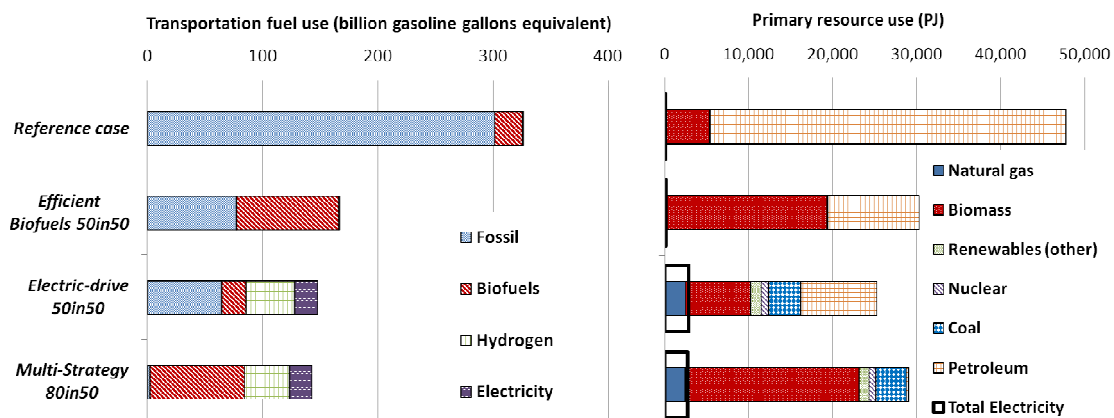 Transportation fuel use (billion gasoline gallons equivalent)
0 100 200 300 400
Reference case
Efficient
Biofuels 50in50
Electric-drive
50in50
Multi-Strategy
80in50
Fossil
Biofuels
Hydrogen
Electricity
Primary resource use (PJ)
0 10,000 20,000 30,000 40,000 50,000
Natural gas
Biomass
Renewables (other)
Nuclear
Coal
Petroleum
Total Electricity